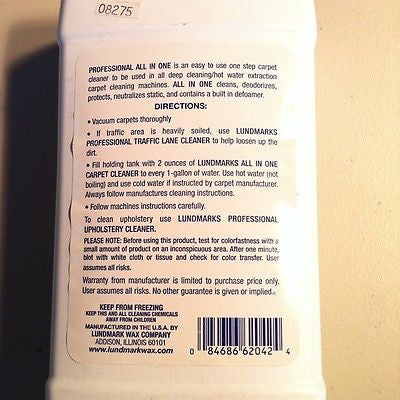 08275
PROFESSIONAL ALL IN ONE is an easy to use one step carpet
cleaner to be used in all deep cleaning/hot water extraction
carpet cleaning machines. ALL IN ONE cleans, deodorizes,
protects, neutralizes static, and contains a built in defoamer.
DIRECTIONS:
• Vacuum carpets thoroughly
• If traffic area is heavily soiled, use LUNDMARKS
PROFESSIONAL TRAFFIC LANE CLEANER to help loosen up the
dirt.
• Fill holding tank with 2 ounces of LUNDMARKS ALL IN ONE
CARPET CLEANER to every 1-gallon of water. Use hot water (not
boiling) and use cold water if instructed by carpet manufacturer.
Always follow manufactures cleaning instructions.
• Follow machines instructions carefully.
To clean upholstery use LUNDMARKS PROFESSIONAL
UPHOLSTERY CLEANER.
PLEASE NOTE: Before using this product, test for colorfastness with a
small amount of product on an inconspicuous area. After one minute,
blot with white cloth or tissue and check for color transfer. User
assumes all risks.
Warranty from manufacturer is limited to purchase price only.
User assumes all risks. No other guarantee is given or implied.
KEEP FROM FREEZING
KEEP THIS AND ALL CLEANING CHEMICALS
AWAY FROM CHILDREN
MANUFACTURED IN THE U.S.A. BY
LUNDMARK WAX COMPANY
ADDISON, ILLINOIS 60101
www.lundmarkwax.com
0 84686 62042 4